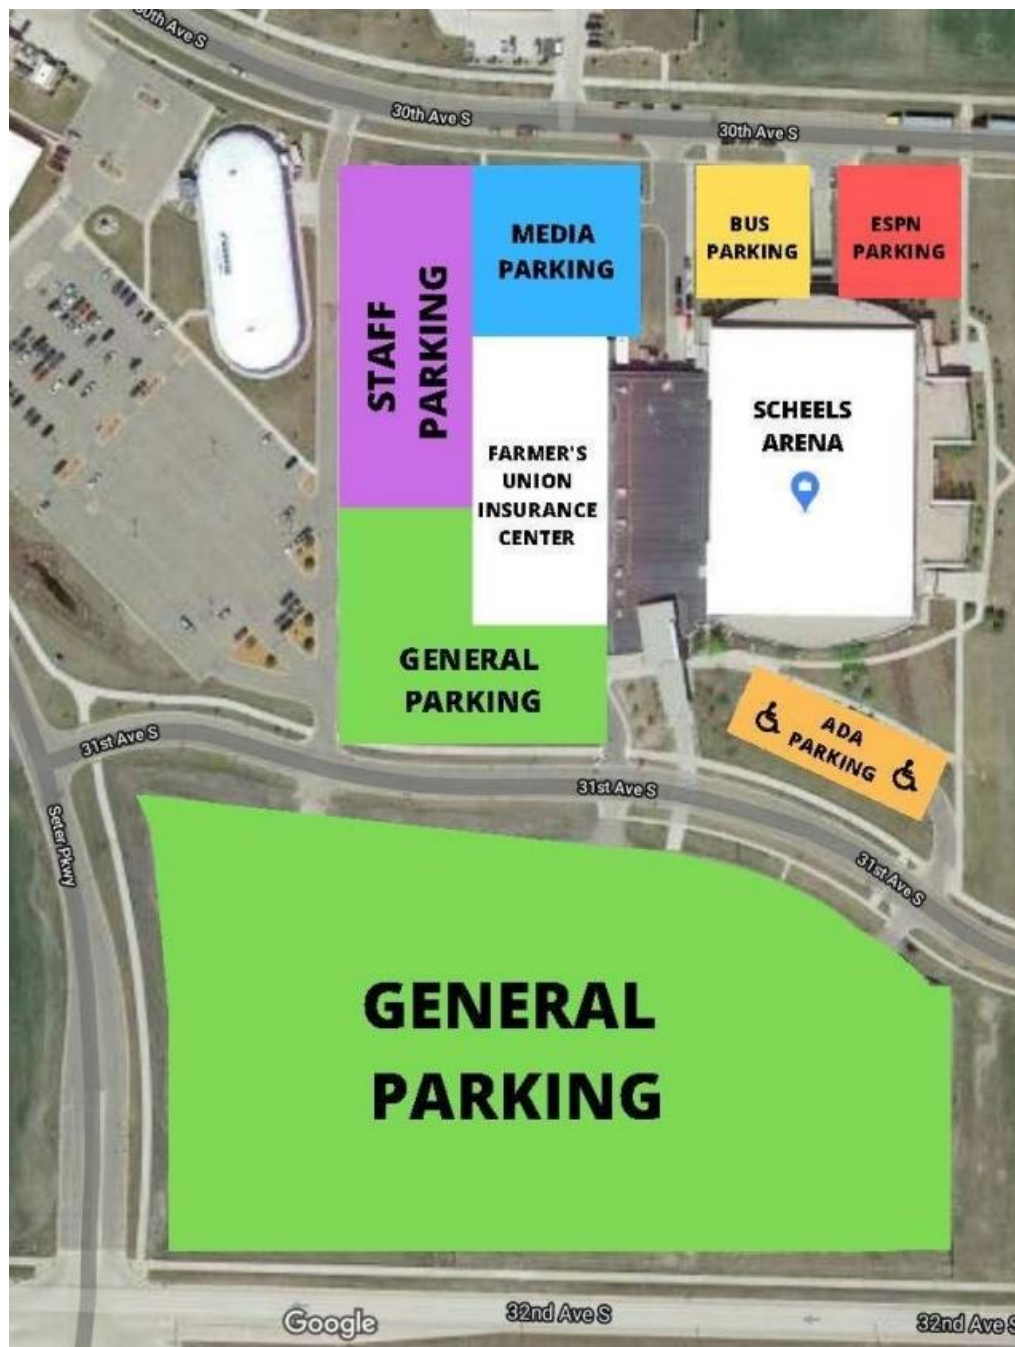 30th Ave S
30th Ave S
30th Ave S
MEDIA
PARKING
BUS
PARKING
ESPN
PARKING
STAFF
PARKING
SCHEELS
ARENA
FARMER'S
UNION
INSURANCE
CENTER
GENERAL
PARKING
ADA
PARKING
31st Ave S
31st Ave S
31st Ave S
Seter Pkwy
GENERAL
PARKING
Google
32nd Ave S
32nd Ave S